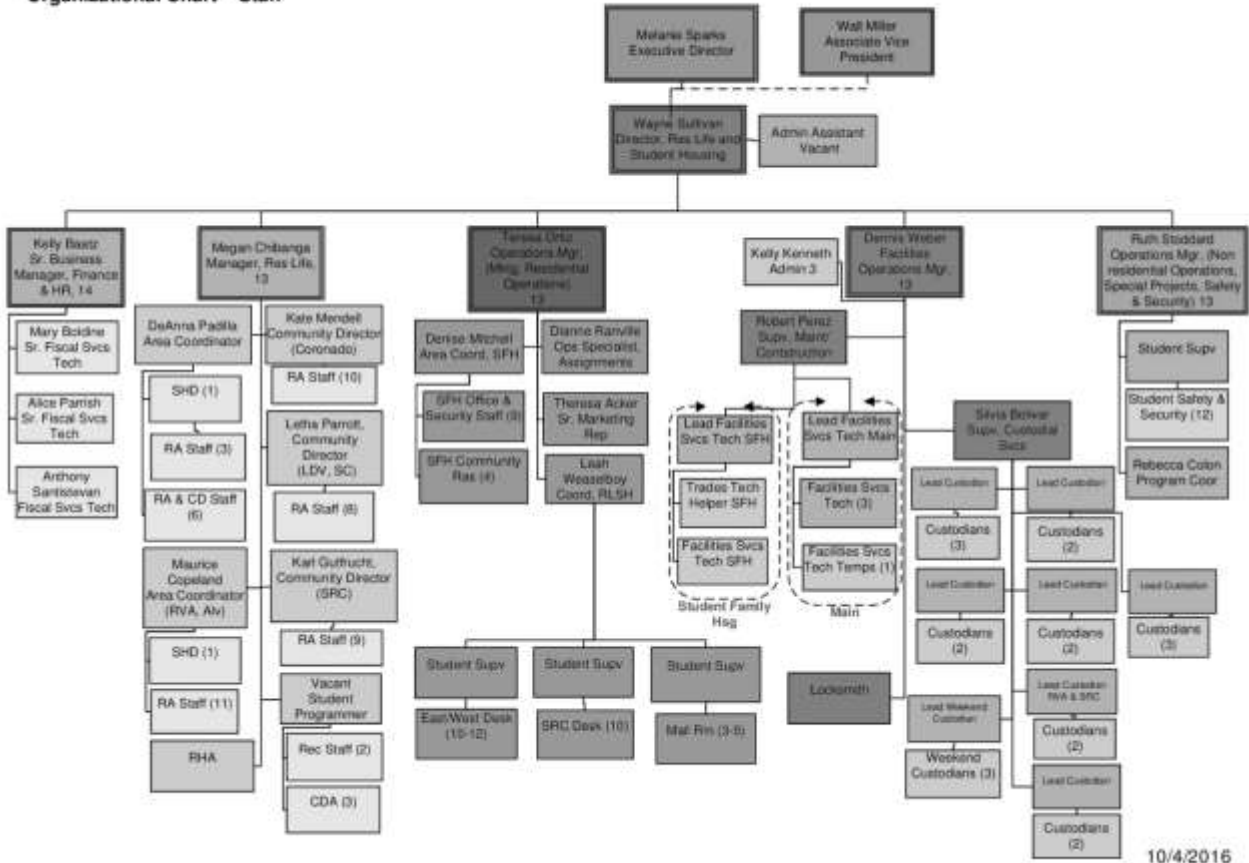 Organizational Chart – Staff
Melanie Sparks
Executive Director
Walt Miller
Associate Vice
President
Wayne Sullivan
Director, Res Life and
Student Housing
Admin Assistant
Vacant
Kelly
Sr. Business
Manager, Finance
& HR, 14
Mary Boldine
Sr. Fiscal Svcs
Tech
Alice Parrish
Sr. Fiscal Svcs
Tech
Anthony
Santistevan
Fiscal Svcs Tech
Megan Chibanga
Manager, Res Life,
13
DeAnna Padilla
Area Coordinator
SHD (1)
RA Staff (3)
RA & CD Staff
(6)
Maurice
Copeland
Area Coordinator
(RVA, Alv)
SHD (1)
RA Staff (11)
RHA
Kate Mendell
Community Director
(Coronado)
RA Staff (10)
Letha Parrott,
Community
Director
(LDV, SC)
RA Staff (8)
Karl Gutfrucht,
Community Director
(SRC)
RA Staff (9)
Vacant
Student
Programmer
Rec Staff (2)
CDA (3)
Teresa Ortiz
Operations Mgr,
(Mktg, Residential
Operations)
13
Denise Mitchell
Area Coord, SFH
SFH Office &
Security Staff (9)
SFH Community
Ras (4)
Dianne Ranville
Ops Specialist,
Assignments
Theresa Acker
Sr. Marketing
Rep
Leah
Weaselboy
Coord, RLSH
Student Supv
East/West Desk
(10-12)
Student Supv
SRC Desk (10)
Student Supv
Mail Rm
Kelly Kenneth
Admin 3
Dennis Weber
Facilities
Operations Mgr,
13
Robert Perez
Supv, Maint/
Construction
Lead Facilities
Svcs Tech SFH
Trades Tech
Helper SFH
Facilities Svcs
Tech SFH
Student Family
Hsg
Lead Facilities
Svcs Tech Main
Facilities Svcs
Tech (3)
Facilities Svcs
Tech Temps (1)
Main
Locksmith
Silvia Bolivar
Supv, Custodial
Svcs
Lead Custodian
Custodians
(3)
Lead Custodian
Custodians
(2)
Lead Custodian
Custodians
(2)
Lead Custodian
Custodians
(2)
Lead Custodian
Custodians
(3)
Lead Weekend
Custodian
Weekend
Custodians (3)
Lead Custodian
RVA & SRC
Custodians
(2)
Lead Custodian
Custodians
(2)
Ruth Stoddard
Operations Mgr. (Non
residential Operations,
Special Projects, Safety
& Security) 13
Student Supv
Student Safety &
Security (12)
Rebecca Colon
Program Coor
10/4/2016